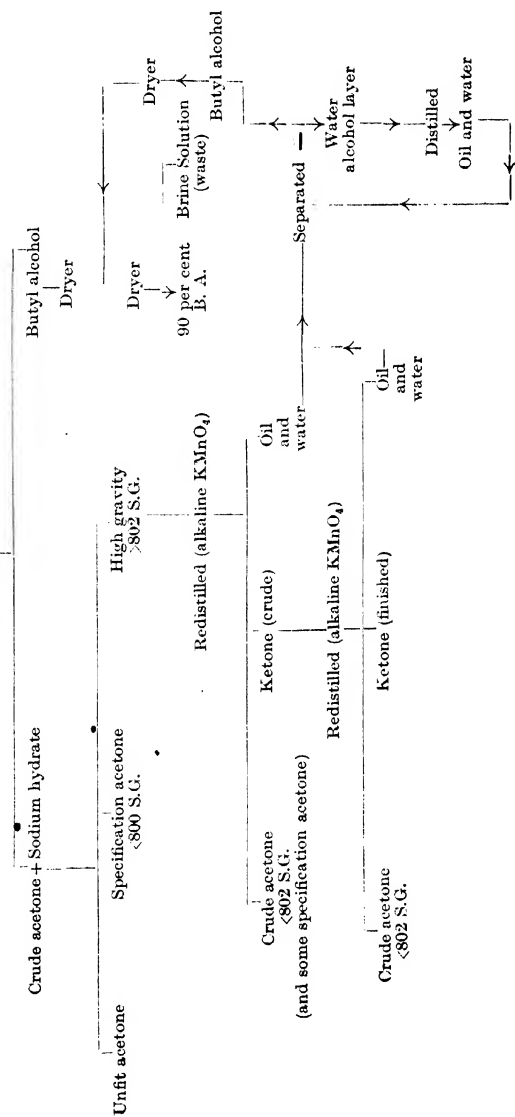 Crude acetone + Sodium hydrate
Butyl alcohol
Dryer
Dryer
Butyl alcohol
Unfit acetone
Specification acetone
<800 S.G.
High gravity
>802 S.G.
Dryer
90 per cent
B. A.
Brine Solution
(waste)
Redistilled (alkaline KMnO₄)
Crude acetone
<802 S.G.
(and some specification acetone)
Ketone (crude)
Oil
and
water
Separated
Water
alcohol layer
Distilled
Oil and water
Redistilled (alkaline KMnO₄)
Crude acetone
<802 S.G.
Ketone (finished)
Oil
and
water